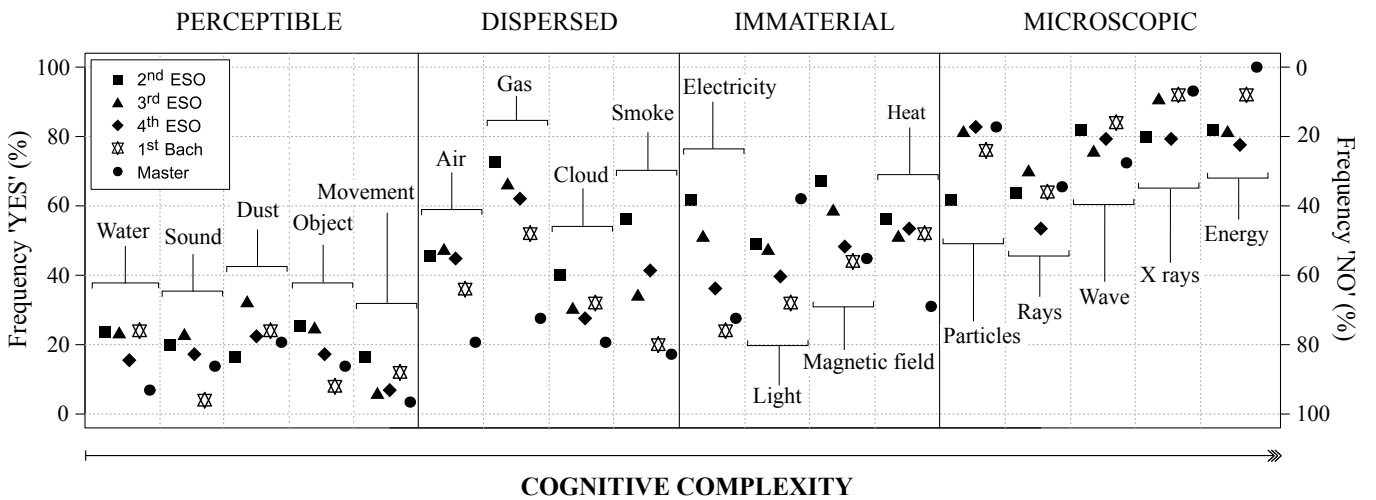 PERCEPTIBLE DISPERSED IMMATERIAL MICROSCOPIC
100
80
60
40
20
0
Frequency 'YES' (%)
2nd ESO
3rd ESO
4th ESO
1st Bach
Master
Water
Sound
Dust
Object
Movement
Air
Gas
Cloud
Smoke
Electricity
Light
Magnetic field
Heat
Particles
Rays
Wave
X rays
Energy
0
20
40
60
80
100
Frequency 'NO' (%)
COGNITIVE COMPLEXITY